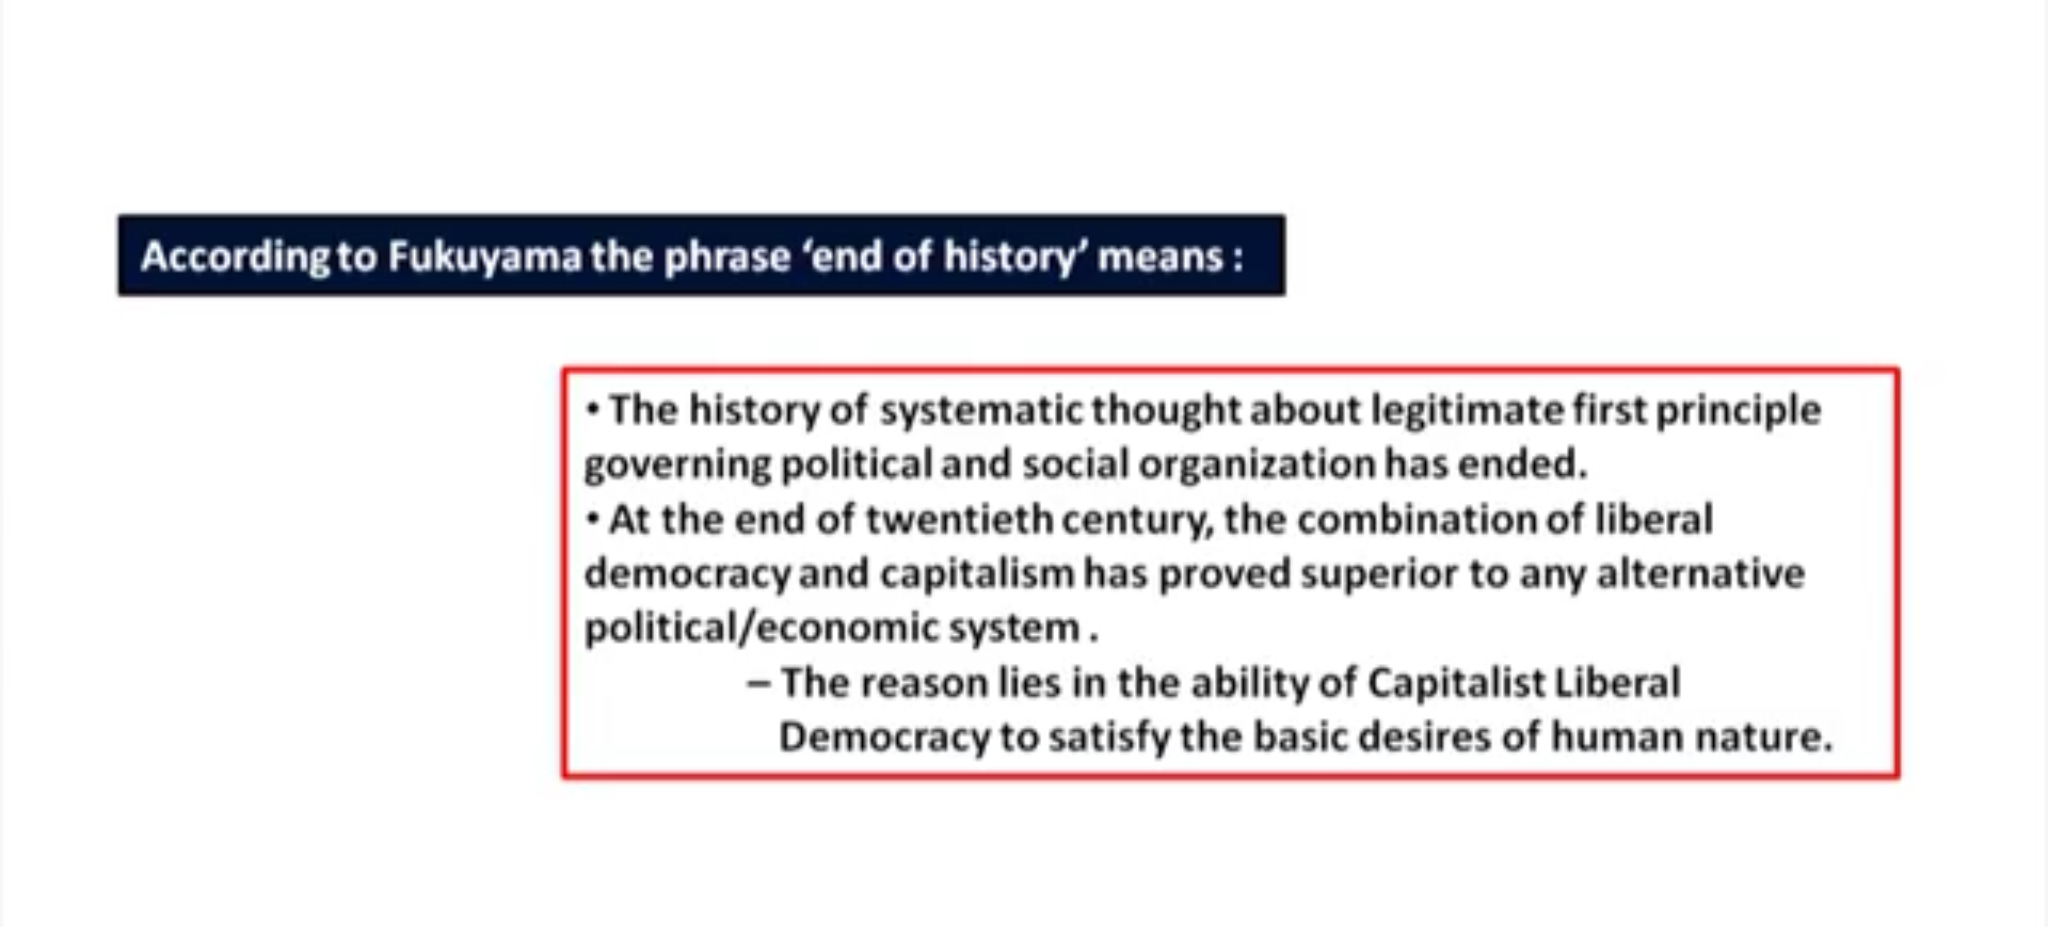 According to Fukuyama the phrase ‘end of history’ means :
• The history of systematic thought about legitimate first principle
governing political and social organization has ended.
• At the end of twentieth century, the combination of liberal
democracy and capitalism has proved superior to any alternative
political/economic system .
– The reason lies in the ability of Capitalist Liberal
Democracy to satisfy the basic desires of human nature.